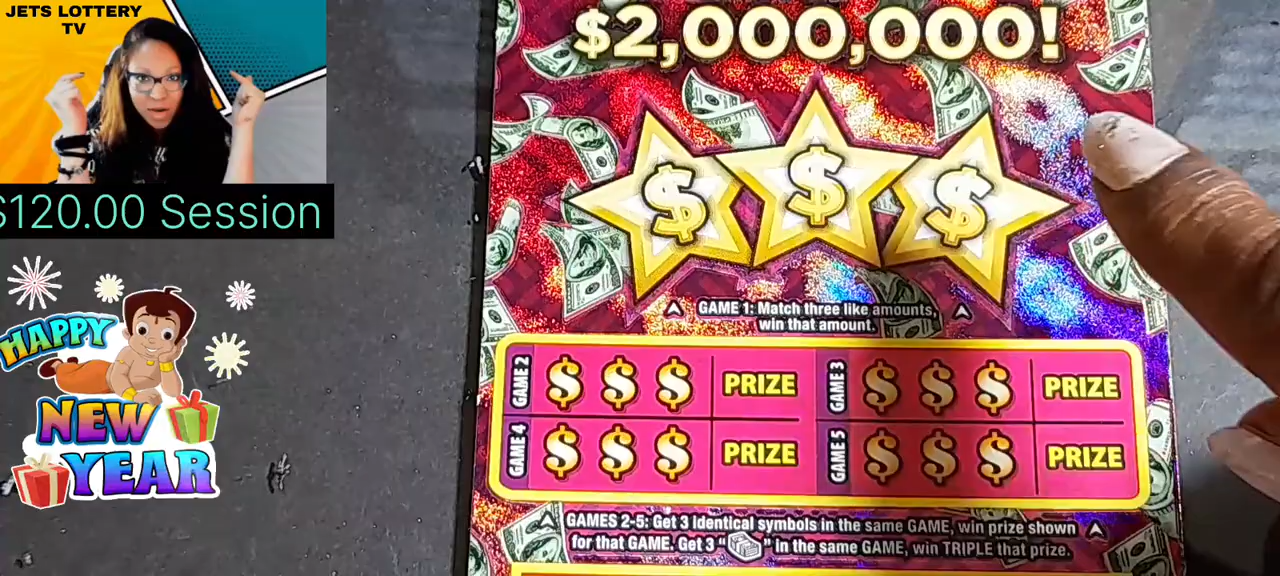 JETS LOTTERY
TV
$120.00 Session
HAPPY
NEW
YEAR
$2,000,000!
$ $ $
GAME 1: Match three like amounts,
win that amount.
GAME 2 $ $ $ PRIZE GAME 3 $ $ $ PRIZE
GAME 4 $ $ $ PRIZE GAME 5 $ $ $ PRIZE
GAMES 2-5: Get 3 identical symbols in the same GAME, win prize shown
for that GAME. Get 3 " " in the same GAME, win TRIPLE that prize.